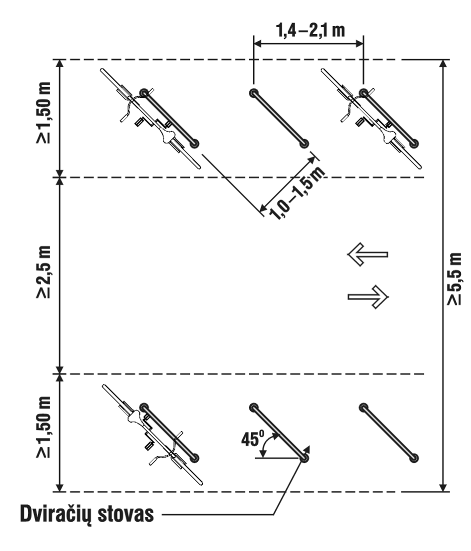 1,4–2,1 m
≥1,50 m
1,0–1,5 m
≥2,5 m
≥5,5 m
≥1,50 m
45°
Dviračių stovas